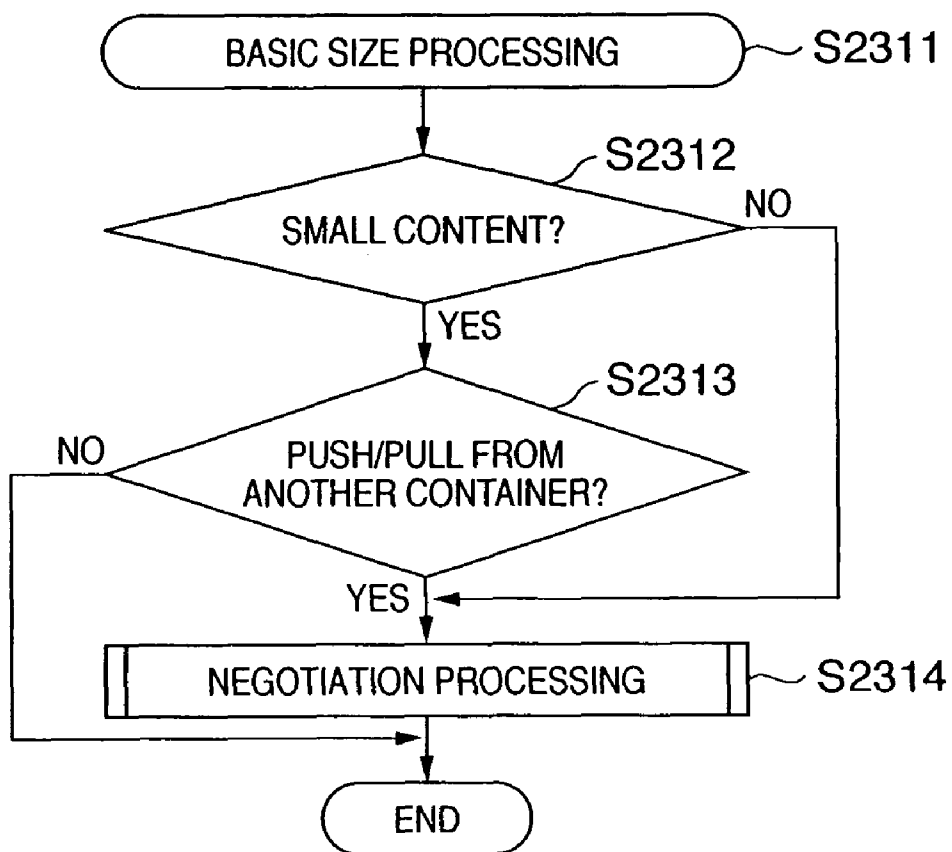 BASIC SIZE PROCESSING
S2311
S2312
SMALL CONTENT?
NO
YES
S2313
NO
PUSH/PULL FROM
ANOTHER CONTAINER?
YES
NEGOTIATION PROCESSING
S2314
END